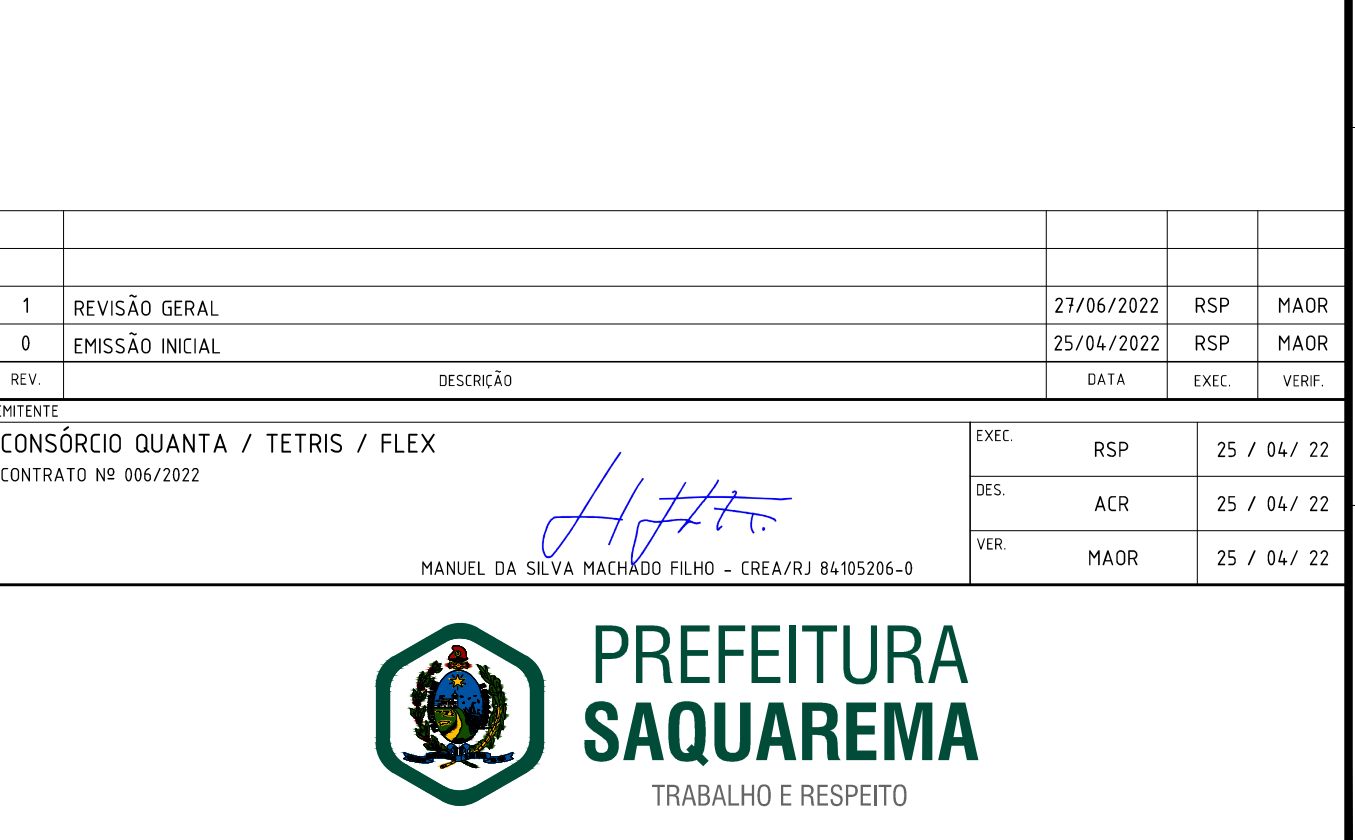 1 REVISÃO GERAL 27/06/2022 RSP MAOR
0 EMISSÃO INICIAL 25/04/2022 RSP MAOR
REV. DESCRIÇÃO DATA EXEC. VERIF.
EMITENTE
CONSÓRCIO QUANTA / TETRIS / FLEX
CONTRATO Nº 006/2022
EXEC. RSP 25 / 04/ 22
DES. ACR 25 / 04/ 22
VER. MAOR 25 / 04/ 22
MANUEL DA SILVA MACHADO FILHO - CREA/RJ 84105206-0
PREFEITURA
SAQUAREMA
TRABALHO E RESPEITO